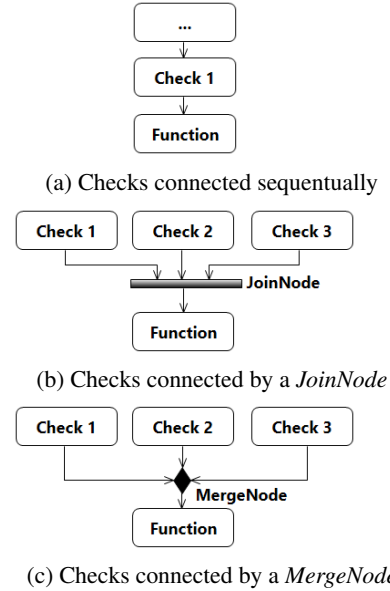 ...
Check 1
Function
(a) Checks connected sequentually
Check 1 Check 2 Check 3
JoinNode
Function
(b) Checks connected by a JoinNode
Check 1 Check 2 Check 3
MergeNode
Function
(c) Checks connected by a MergeNode